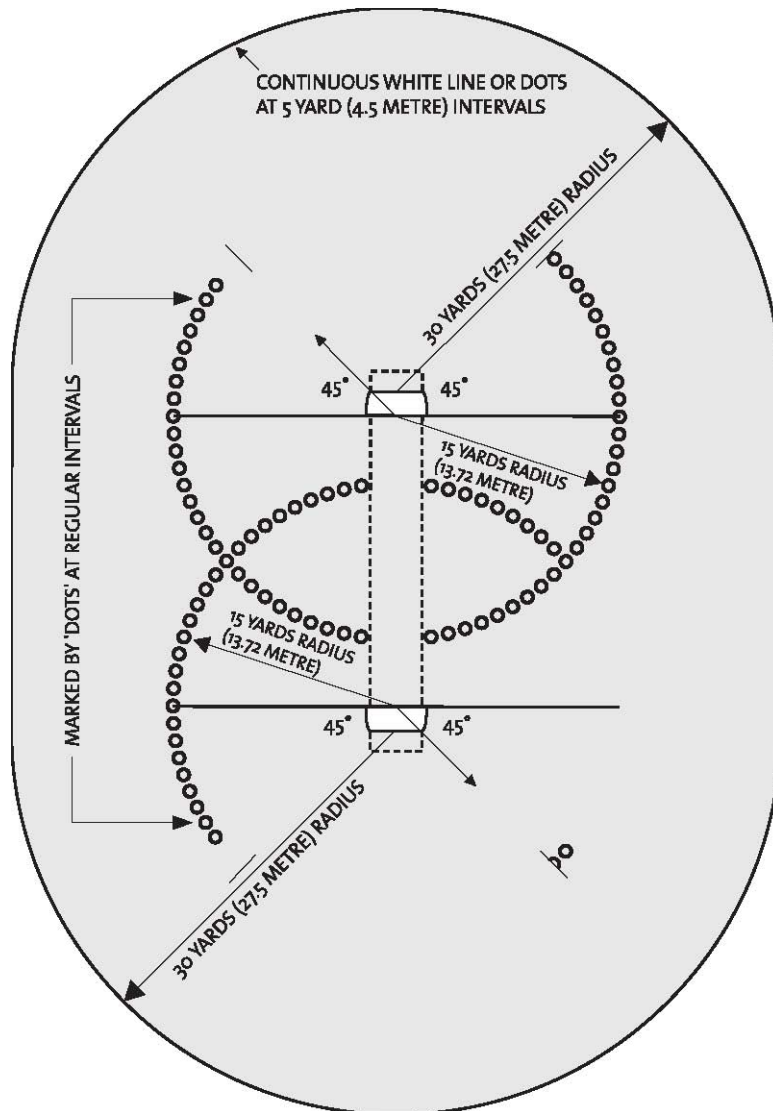 CONTINUOUS WHITE LINE OR DOTS
AT 5 YARD (4.5 METRE) INTERVALS
30 YARDS (27.5 METRE) RADIUS
MARKED BY 'DOTS' AT REGULAR INTERVALS
45°
45°
15 YARDS RADIUS
(13.72 METRE)
15 YARDS RADIUS
(13.72 METRE)
45°
45°
30 YARDS (27.5 METRE) RADIUS